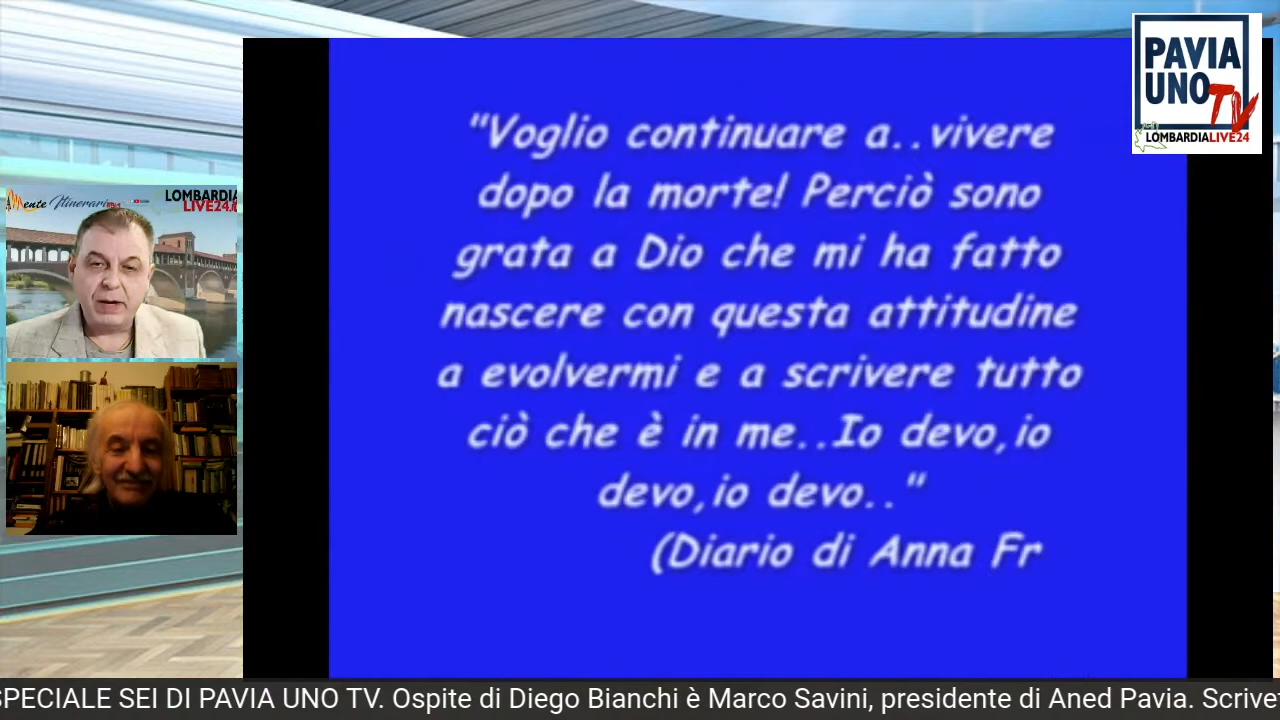 PAVIA
UNO TV
LOMBARDIALIVE24
Mente Itinerari
LOMBARDIA
LIVE24.
"Voglio continuare a..vivere
dopo la morte! Perciò sono
grata a Dio che mi ha fatto
nascere con questa attitudine
a evolvermi e a scrivere tutto
ciò che è in me..Io devo,io
devo,io devo.."
(Diario di Anna Fr
SPECIALE SEI DI PAVIA UNO TV. Ospite di Diego Bianchi è Marco Savini, presidente di Aned Pavia. Scrivet